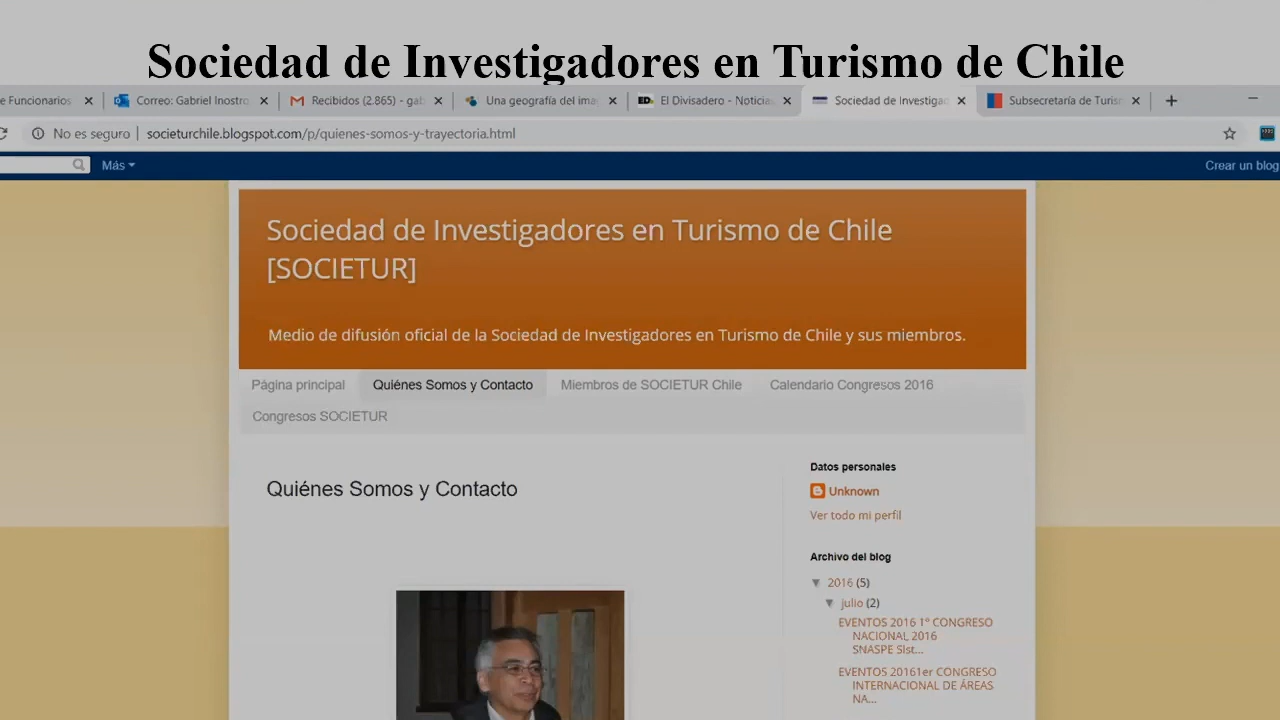 Sociedad de Investigadores en Turismo de Chile
e Funcionarios
Correo: Gabriel Inostro
Recibidos (2.865) - gab
Una geografía del imag
El Divisadero - Noticias
Sociedad de Investigac
Subsecretaría de Turis
No es seguro | societurchile.blogspot.com/p/quienes-somos-y-trayectoria.html
Más
Crear un blog
Sociedad de Investigadores en Turismo de Chile
[SOCIETUR]
Medio de difusión oficial de la Sociedad de Investigadores en Turismo de Chile y sus miembros.
Página principal
Quiénes Somos y Contacto
Miembros de SOCIETUR Chile
Calendario Congresos 2016
Congresos SOCIETUR
Quiénes Somos y Contacto
Datos personales
Unknown
Ver todo mi perfil
Archivo del blog
▼ 2016 (5)
▼ julio (2)
EVENTOS 2016 1º CONGRESO
NACIONAL 2016
SNASPE SIst...
EVENTOS 20161er CONGRESO
INTERNACIONAL DE ÁREAS
NA...